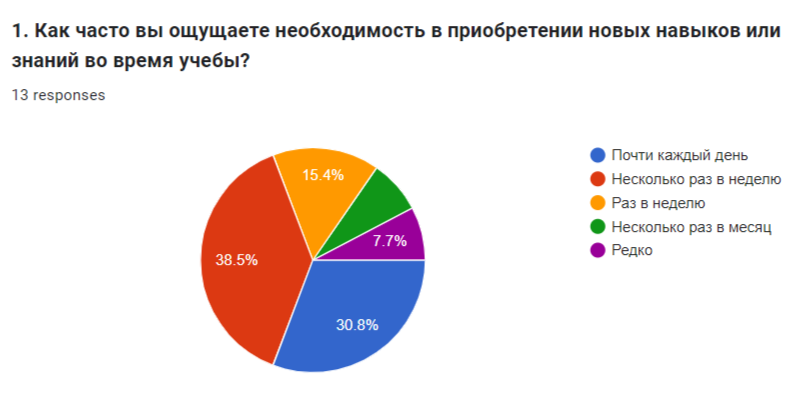 1. Как часто вы ощущаете необходимость в приобретении новых навыков или
знаний во время учебы?
13 responses
15.4%
38.5%
7.7%
30.8%
Почти каждый день
Несколько раз в неделю
Раз в неделю
Несколько раз в месяц
Редко